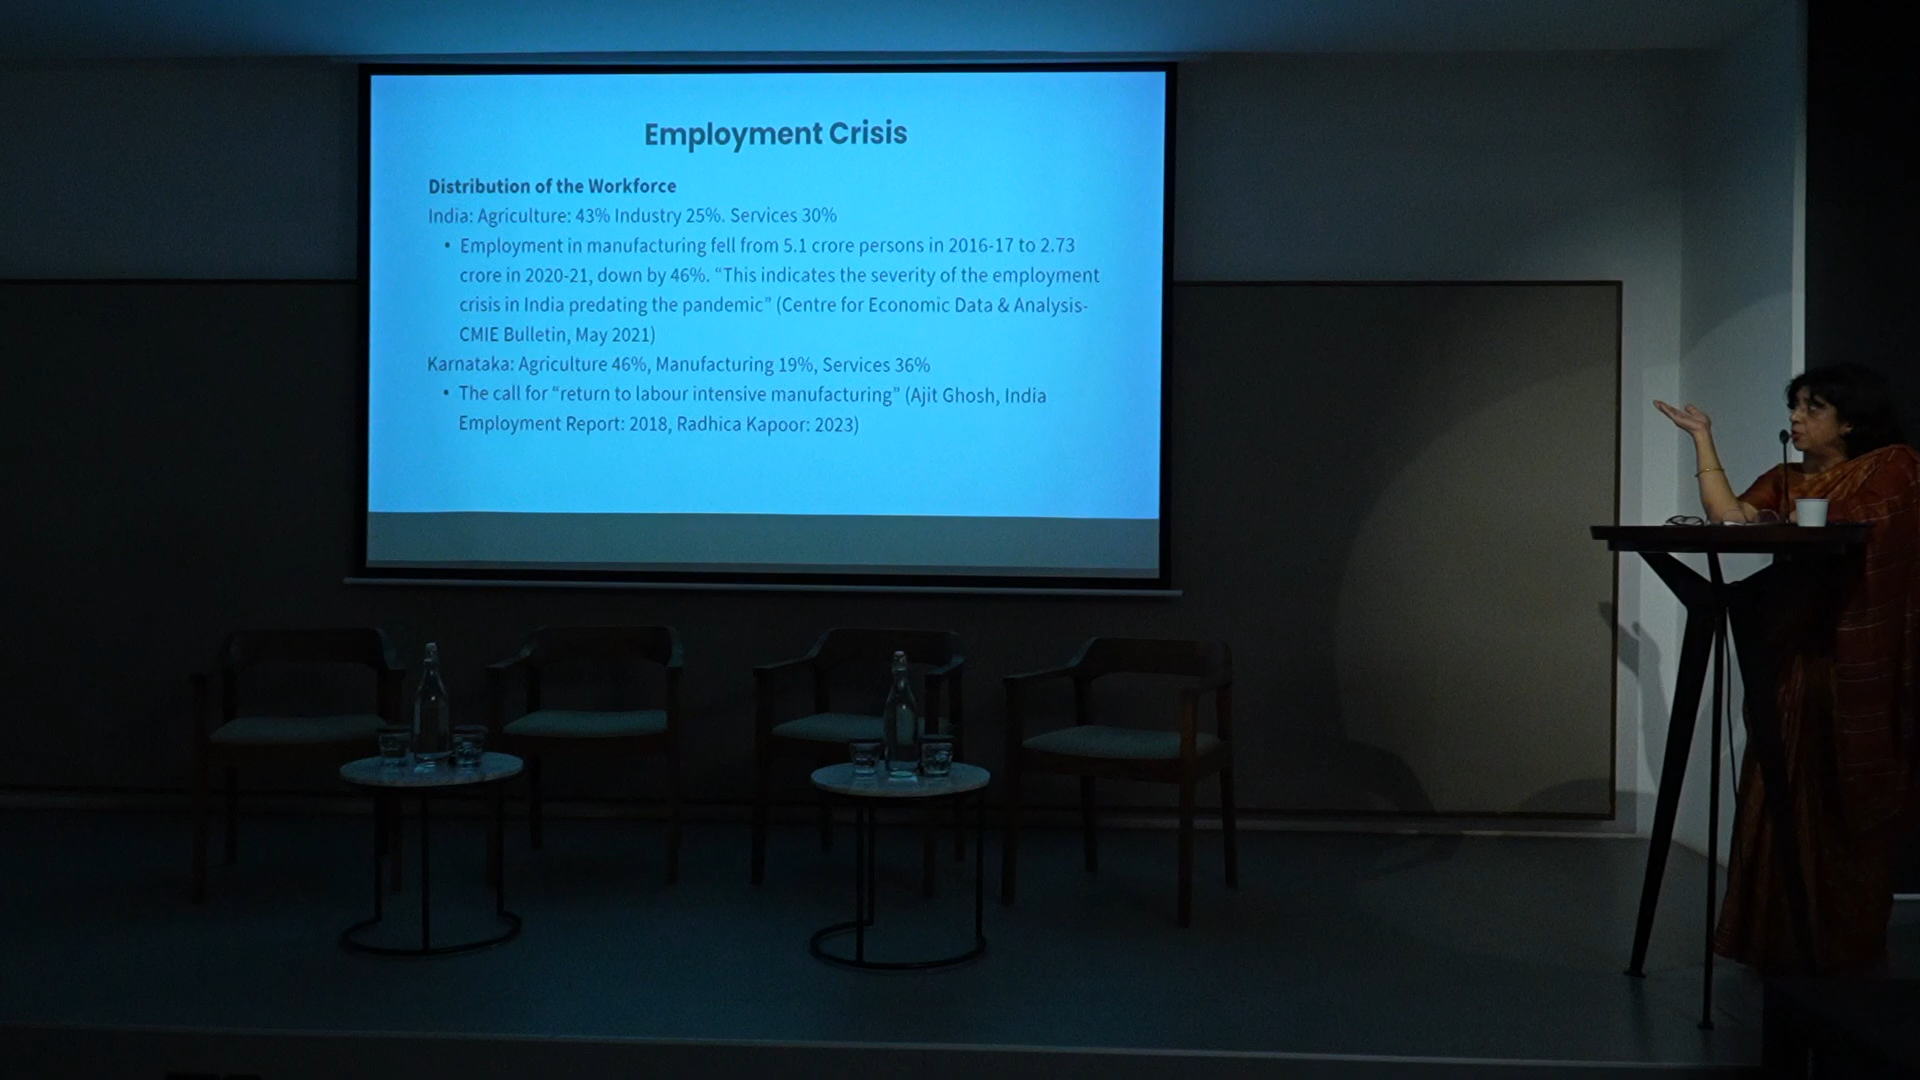 Employment Crisis
Distribution of the Workforce
India: Agriculture: 43% Industry 25%. Services 30%
• Employment in manufacturing fell from 5.1 crore persons in 2016-17 to 2.73
crore in 2020-21, down by 46%. “This indicates the severity of the employment
crisis in India predating the pandemic” (Centre for Economic Data & Analysis-
CMIE Bulletin, May 2021)
Karnataka: Agriculture 46%, Manufacturing 19%, Services 36%
• The call for “return to labour intensive manufacturing” (Ajit Ghosh, India
Employment Report: 2018, Radhica Kapoor: 2023)